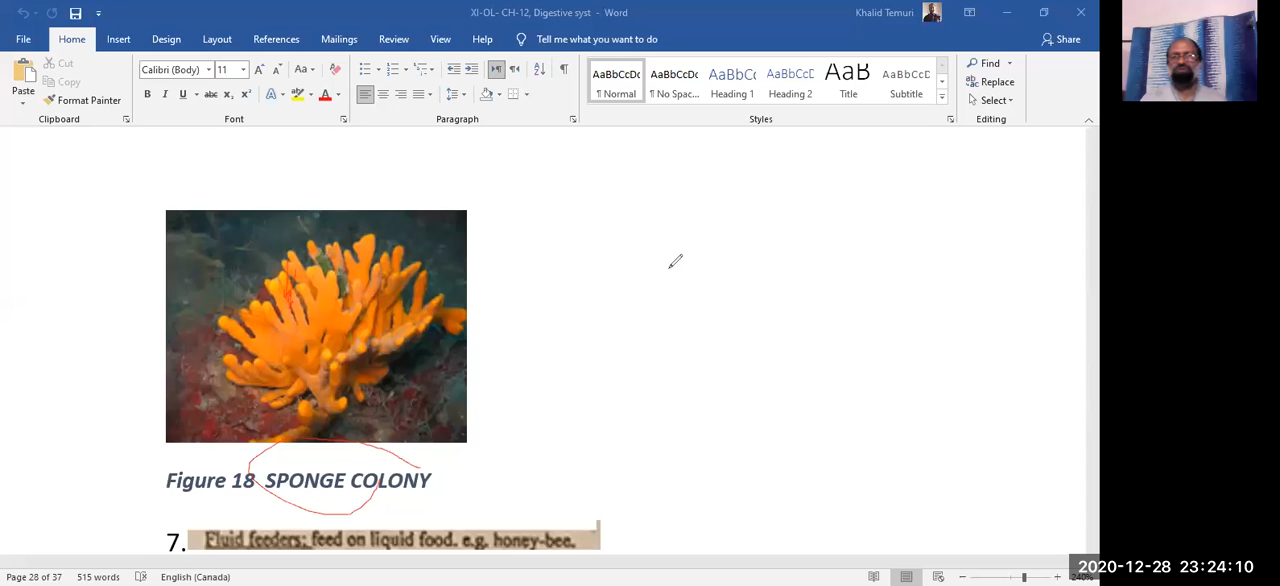 XI-OL- CH-12, Digestive syst - Word
Khalid Temuri
File Home Insert Design Layout References Mailings Review View Help Tell me what you want to do Share
Paste
Cut
Copy
Format Painter
Calibri (Body) 11
AaBbCcDc AaBbCcDc AaBbCc AaBbCcD AaB AaBbCcD
¶ Normal ¶ No Spac... Heading 1 Heading 2 Title Subtitle
Find
Replace
Select
Clipboard Font Paragraph Styles Editing
Figure 18 SPONGE COLONY
7. Fluid feeders; feed on liquid food. e.g. honey-bee.
Page 28 of 37 515 words English (Canada)
240%
2020-12-28 23:24:10